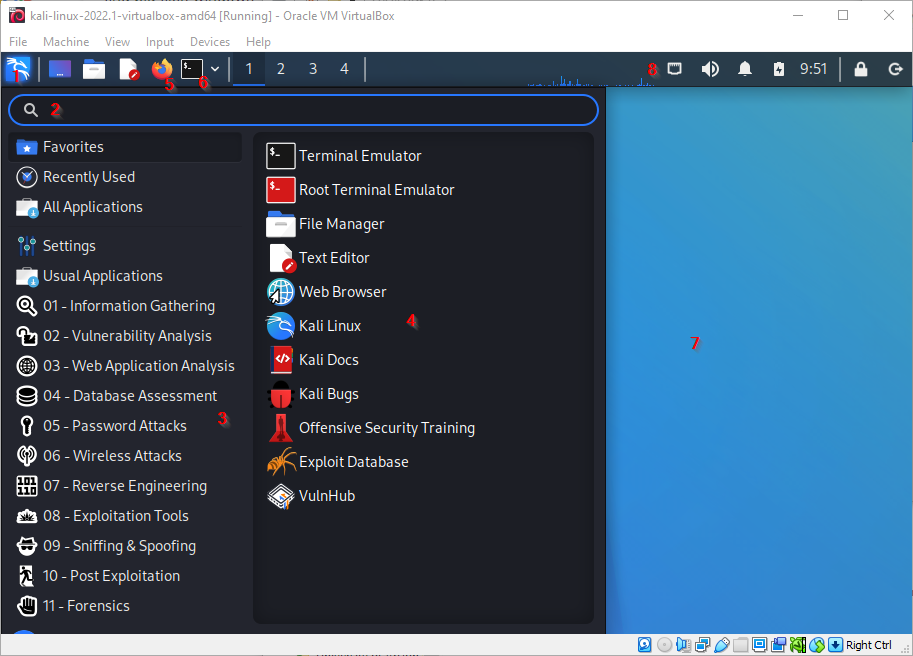 kali-linux-2022.1-virtualbox-amd64 [Running] - Oracle VM VirtualBox
File Machine View Input Devices Help
1 2 3 4 9:51
1 5 6 8
2
Favorites
Recently Used
All Applications
Settings
Usual Applications
01 - Information Gathering
02 - Vulnerability Analysis
03 - Web Application Analysis
04 - Database Assessment
05 - Password Attacks
3
06 - Wireless Attacks
07 - Reverse Engineering
08 - Exploitation Tools
09 - Sniffing & Spoofing
10 - Post Exploitation
11 - Forensics
Terminal Emulator
Root Terminal Emulator
File Manager
Text Editor
Web Browser
Kali Linux
4
Kali Docs
Kali Bugs
Offensive Security Training
Exploit Database
VulnHub
7
Right Ctrl